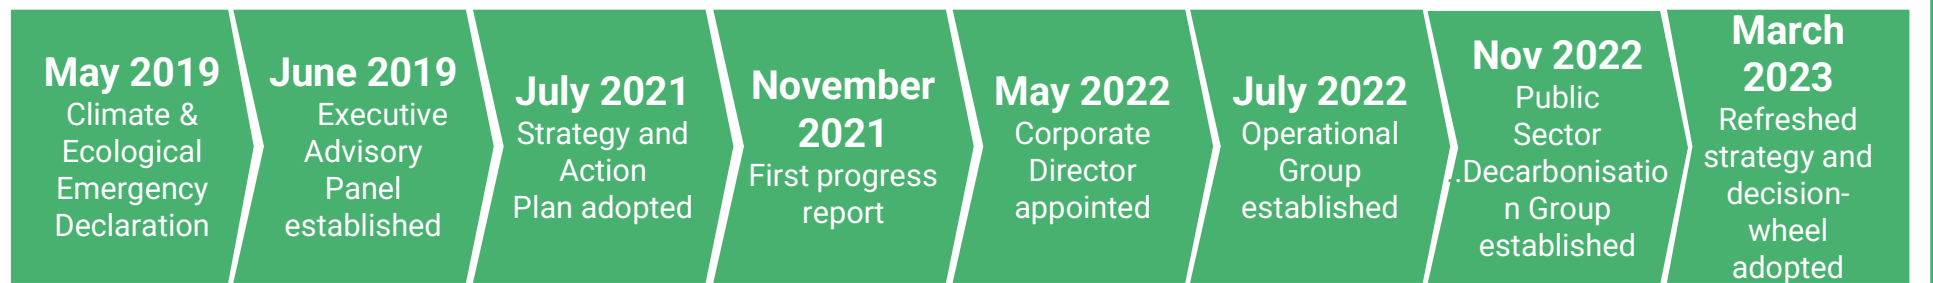 May 2019
Climate &
Ecological
Emergency
Declaration
June 2019
Executive
Advisory
Panel
established
July 2021
Strategy and
Action
Plan adopted
November
2021
First progress
report
May 2022
Corporate
Director
appointed
July 2022
Operational
Group
established
Nov 2022
Public
Sector
..Decarbonisatio
n Group
established
March
2023
Refreshed
strategy and
decision-
wheel
adopted